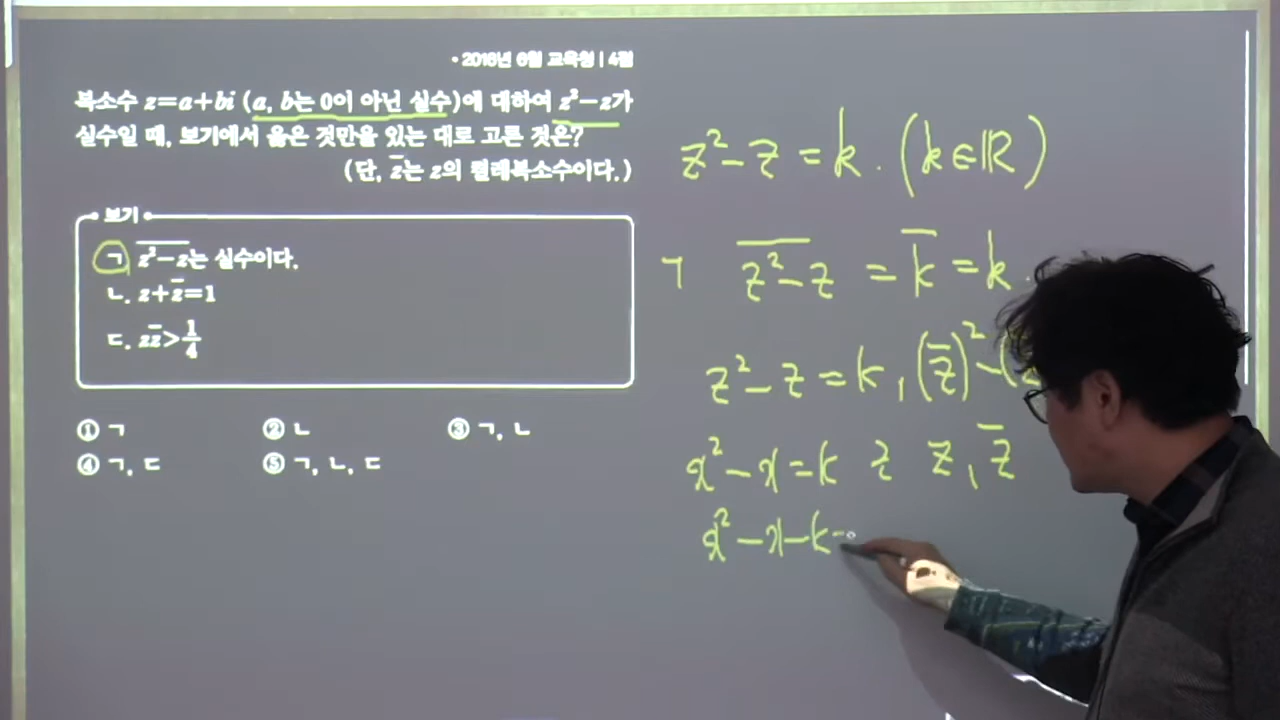 • 2016년 6월 교육청 | 4점
복소수 z=a+bi (a, b는 0이 아닌 실수)에 대하여 z²−z가
실수일 때, 보기에서 옳은 것만을 있는 대로 고른 것은?
(단, z̅는 z의 켤레복소수이다.)
보기
ㄱ. \overline{z²−z}는 실수이다.
ㄴ. z+z̅=1
ㄷ. zz̅>1/4
① ㄱ
② ㄴ
③ ㄱ, ㄴ
④ ㄱ, ㄷ
⑤ ㄱ, ㄴ, ㄷ
z²−z=k. (k∈ℝ)
ㄱ \overline{z²−z} = k̅ = k.
z²−z=k, (z̅)²−(
x²−x=k z z, z̅
x²−x−k=